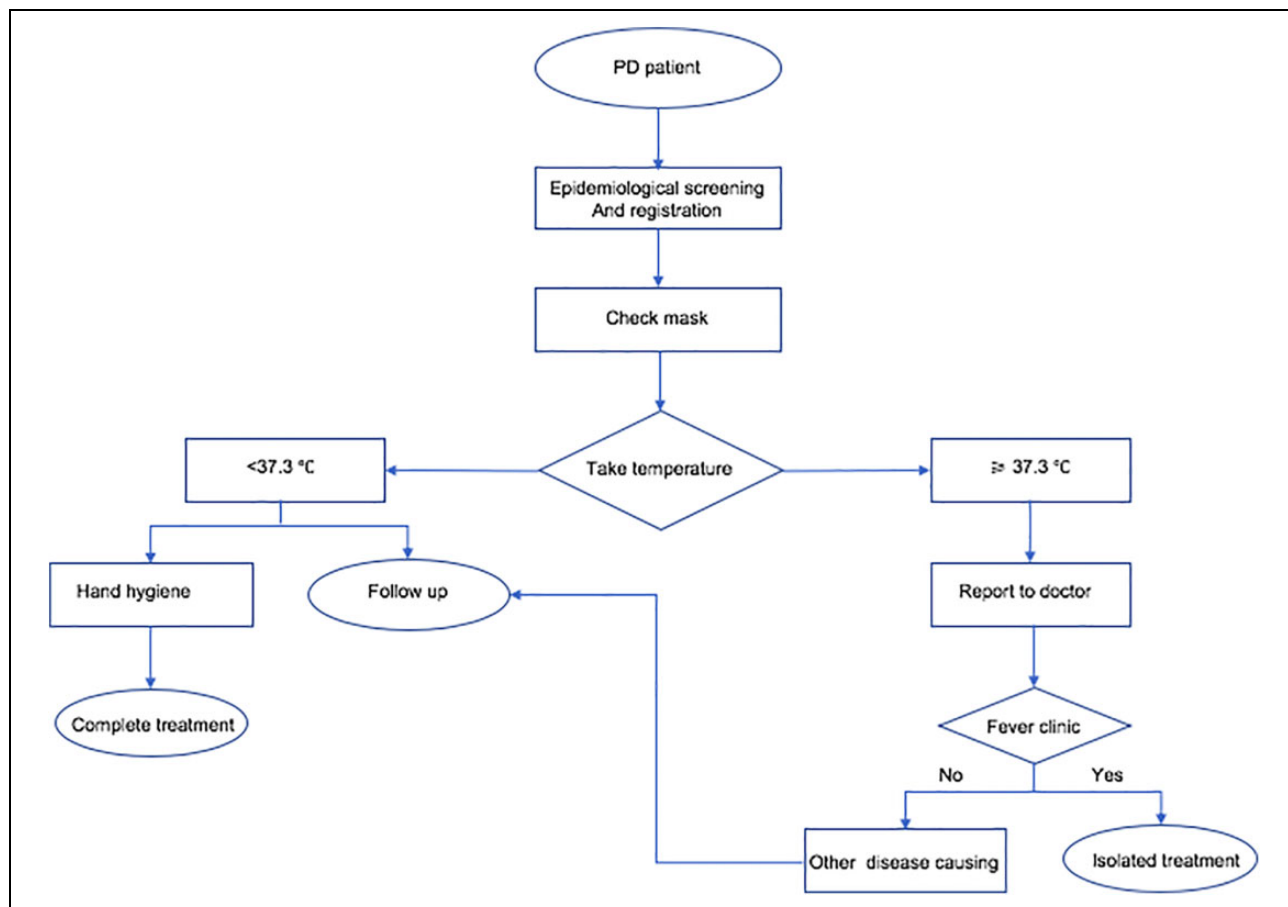 PD patient
Epidemiological screening
And registration
Check mask
<37.3 ℃
Take temperature
≥ 37.3 ℃
Hand hygiene
Follow up
Report to doctor
Complete treatment
Fever clinic
No
Yes
Other disease causing
Isolated treatment